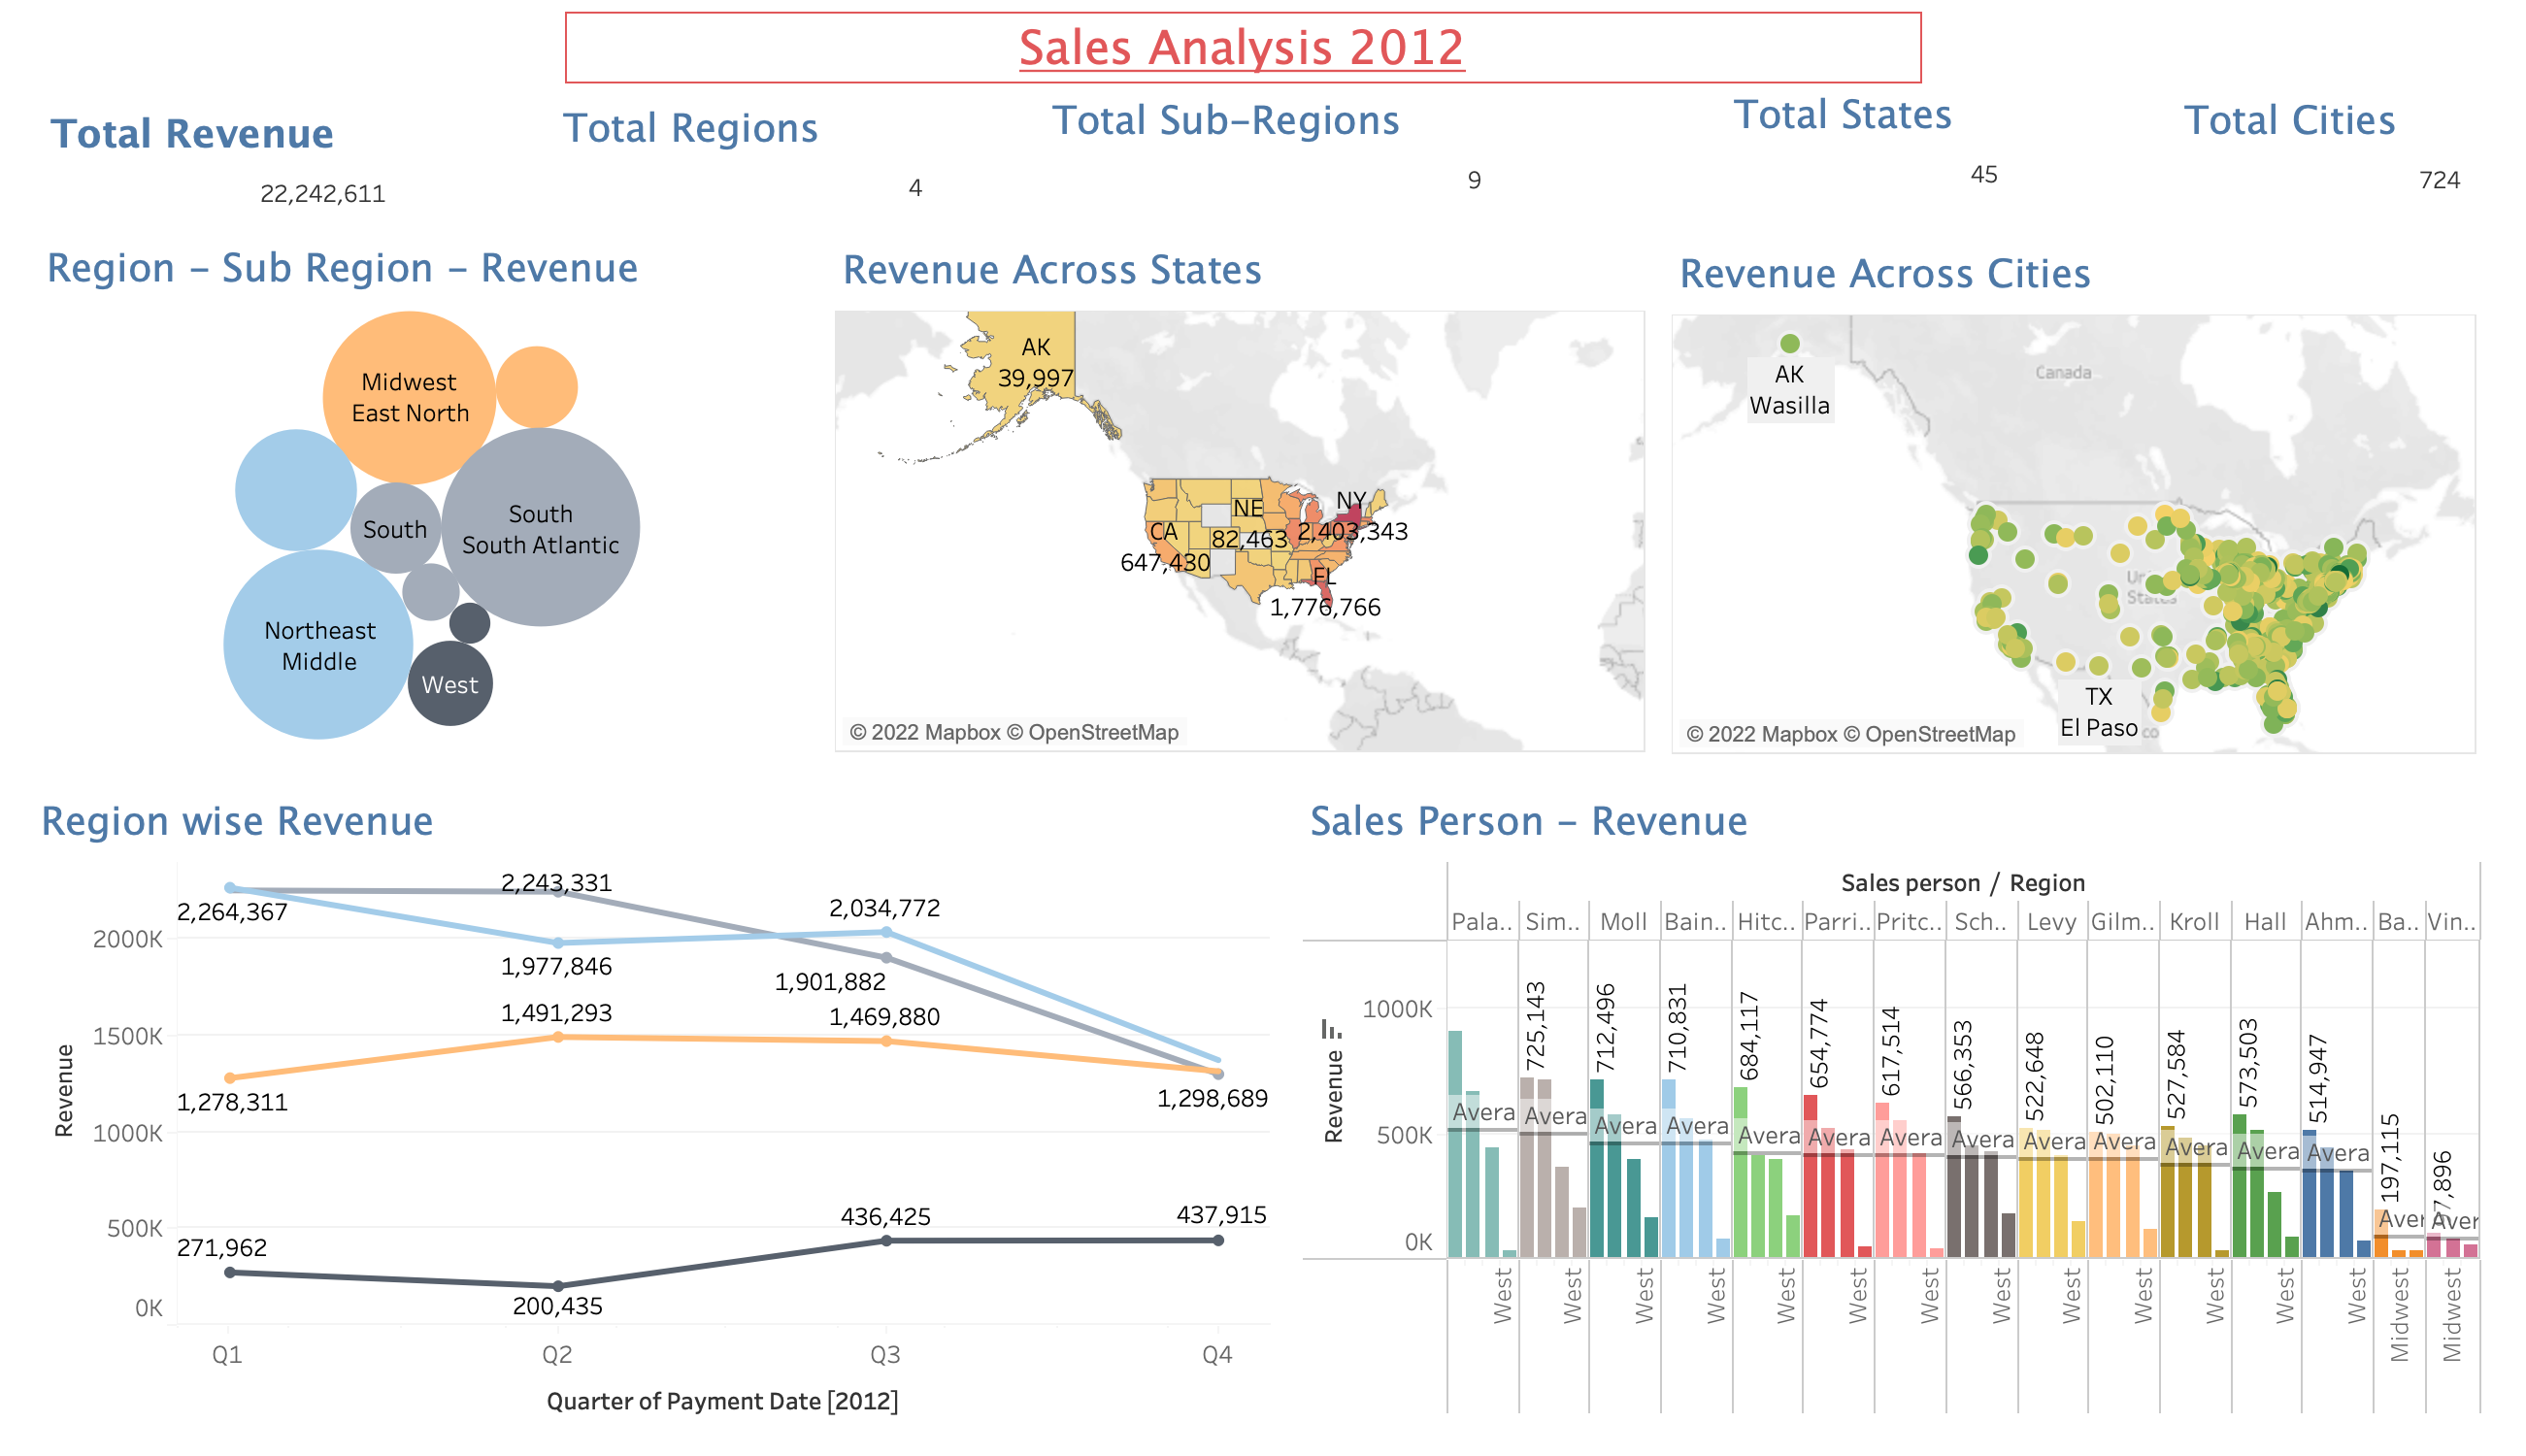 Sales Analysis 2012
Total Revenue
22,242,611
Total Regions
4
Total Sub-Regions
9
Total States
45
Total Cities
724
Region – Sub Region – Revenue
Midwest
East North
South
South
South Atlantic
Northeast
Middle
West
Revenue Across States
AK
39,997
NE
82,463
NY
2,403,343
CA
647,430
FL
1,776,766
© 2022 Mapbox © OpenStreetMap
Revenue Across Cities
AK
Wasilla
Canada
United
States
TX
El Paso
© 2022 Mapbox © OpenStreetMap
Region wise Revenue
Revenue
2000K
1500K
1000K
500K
0K
2,264,367
2,243,331
1,977,846
2,034,772
1,901,882
1,278,311
1,491,293
1,469,880
1,298,689
271,962
200,435
436,425
437,915
Q1
Q2
Q3
Q4
Quarter of Payment Date [2012]
Sales Person – Revenue
Sales person / Region
Pala.. Sim.. Moll Bain.. Hitc.. Parri.. Pritc.. Sch.. Levy Gilm.. Kroll Hall Ahm.. Ba.. Vin..
Revenue
1000K
500K
0K
725,143
712,496
710,831
684,117
654,774
617,514
566,353
522,648
502,110
527,584
573,503
514,947
197,115
Avera Avera Avera Avera Avera Avera Avera Avera Avera Avera Avera Avera Avera Aver Aver
West West West West West West West West West West West West West Midwest Midwest